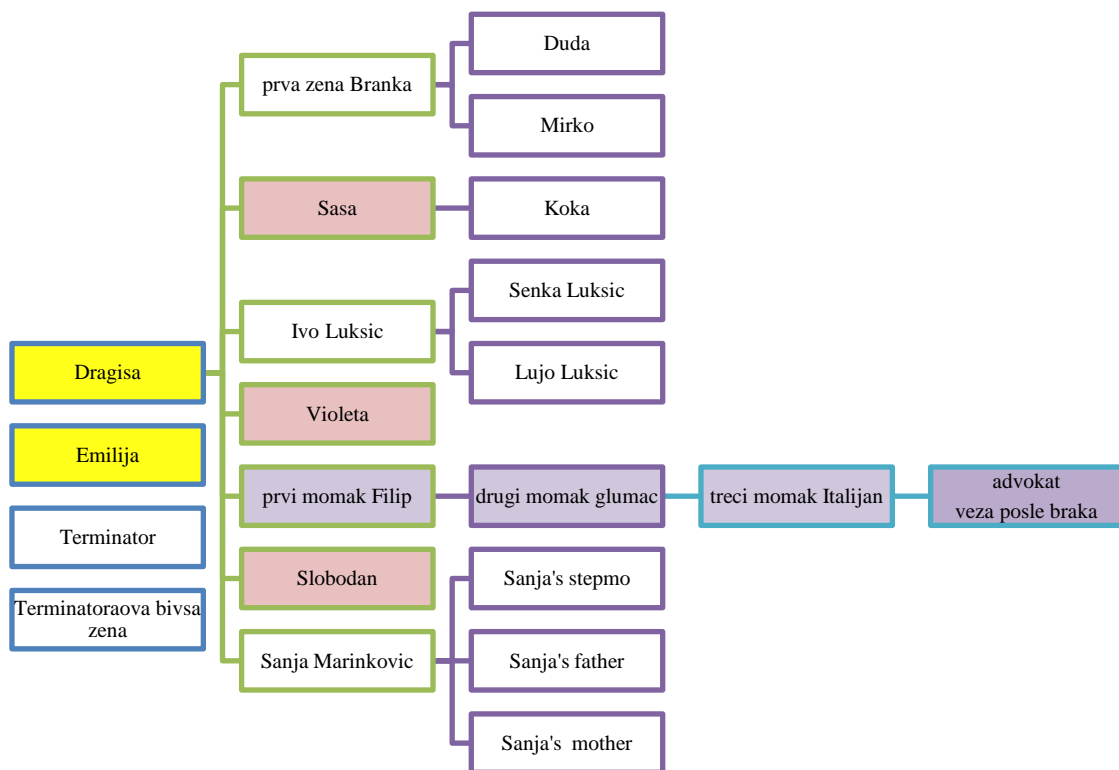 Duda
prva zena Branka
Mirko
Sasa
Koka
Senka Luksic
Ivo Luksic
Lujo Luksic
Dragisa
Violeta
Emilija
prvi momak Filip
drugi momak glumac
treci momak Italijan
advokat
veza posle braka
Terminator
Slobodan
Sanja's stepmo
Terminatoraova bivsa
zena
Sanja Marinkovic
Sanja's father
Sanja's  mother